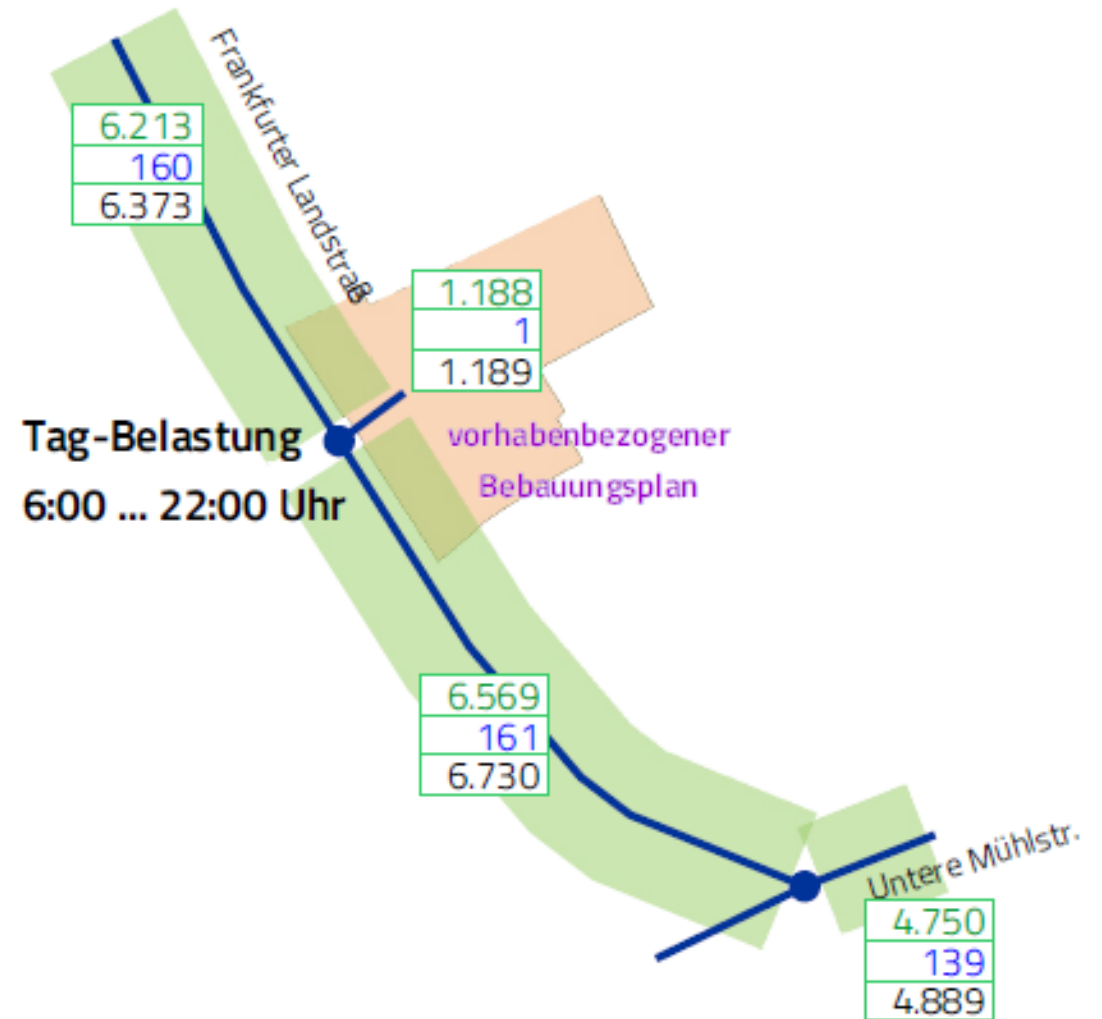 Frankfurter Landstraß
6.213
160
6.373
1.188
1
1.189
Tag-Belastung
6:00 ... 22:00 Uhr
vorhabenbezogener
Bebauungsplan
6.569
161
6.730
Untere Mühlstr.
4.750
139
4.889